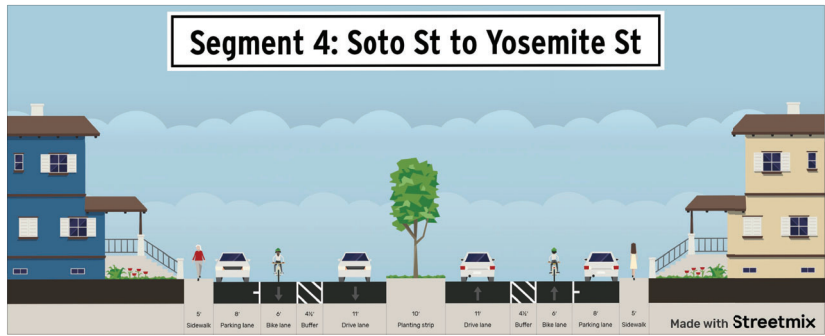 Segment 4: Soto St to Yosemite St
5' 8' 6' 4½' 11' 10' 11' 4½' 6' 8' 5'
Sidewalk Parking lane Bike lane Buffer Drive lane Planting strip Drive lane Buffer Bike lane Parking lane Sidewalk
Made with Streetmix